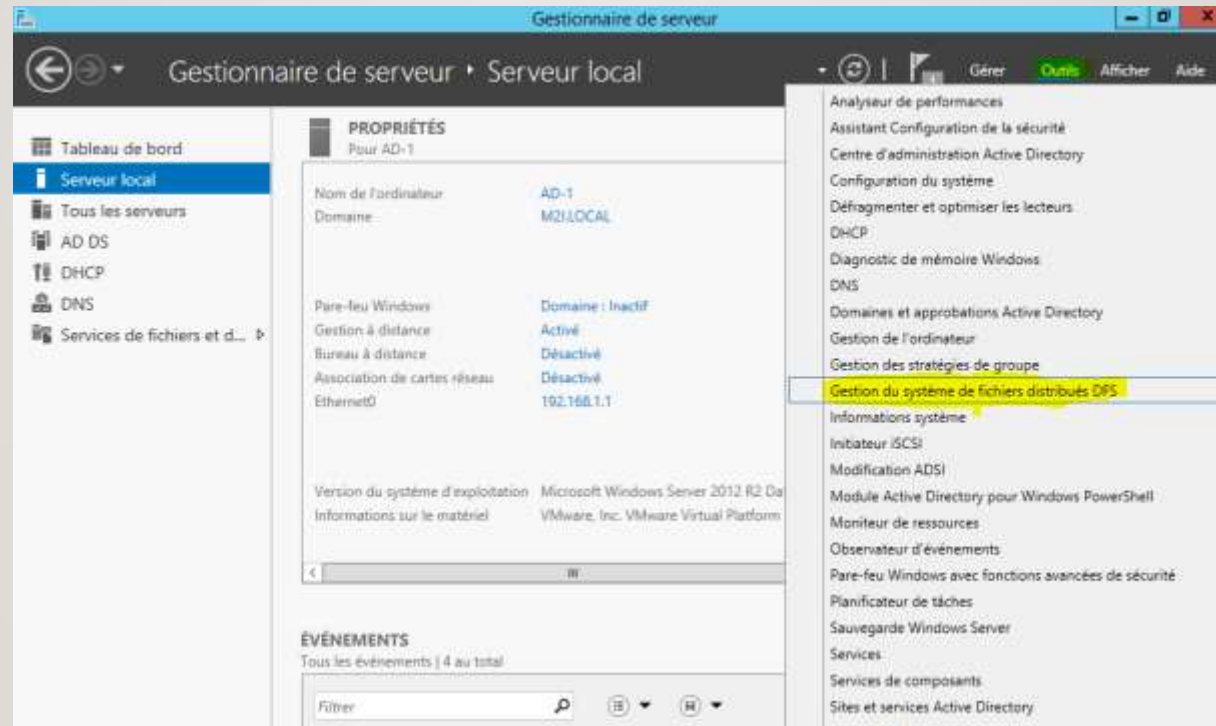 Gestionnaire de serveur
Gestionnaire de serveur ‣ Serveur local
Gérer Outils Afficher Aide
Tableau de bord
Serveur local
Tous les serveurs
AD DS
DHCP
DNS
Services de fichiers et d...
PROPRIÉTÉS
Pour AD-1
Nom de l'ordinateur AD-1
Domaine M2I.LOCAL
Pare-feu Windows Domaine : Inactif
Gestion à distance Activé
Bureau à distance Désactivé
Association de cartes réseau Désactivé
Ethernet0 192.168.1.1
Version du système d'exploitation Microsoft Windows Server 2012 R2 Da
Informations sur le matériel VMware, Inc. VMware Virtual Platform
ÉVÉNEMENTS
Tous les événements | 4 au total
Filtrer
Analyseur de performances
Assistant Configuration de la sécurité
Centre d'administration Active Directory
Configuration du système
Défragmenter et optimiser les lecteurs
DHCP
Diagnostic de mémoire Windows
DNS
Domaines et approbations Active Directory
Gestion de l'ordinateur
Gestion des stratégies de groupe
Gestion du système de fichiers distribués DFS
Informations système
Initiateur iSCSI
Modification ADSI
Module Active Directory pour Windows PowerShell
Moniteur de ressources
Observateur d'événements
Pare-feu Windows avec fonctions avancées de sécurité
Planificateur de tâches
Sauvegarde Windows Server
Services
Services de composants
Sites et services Active Directory